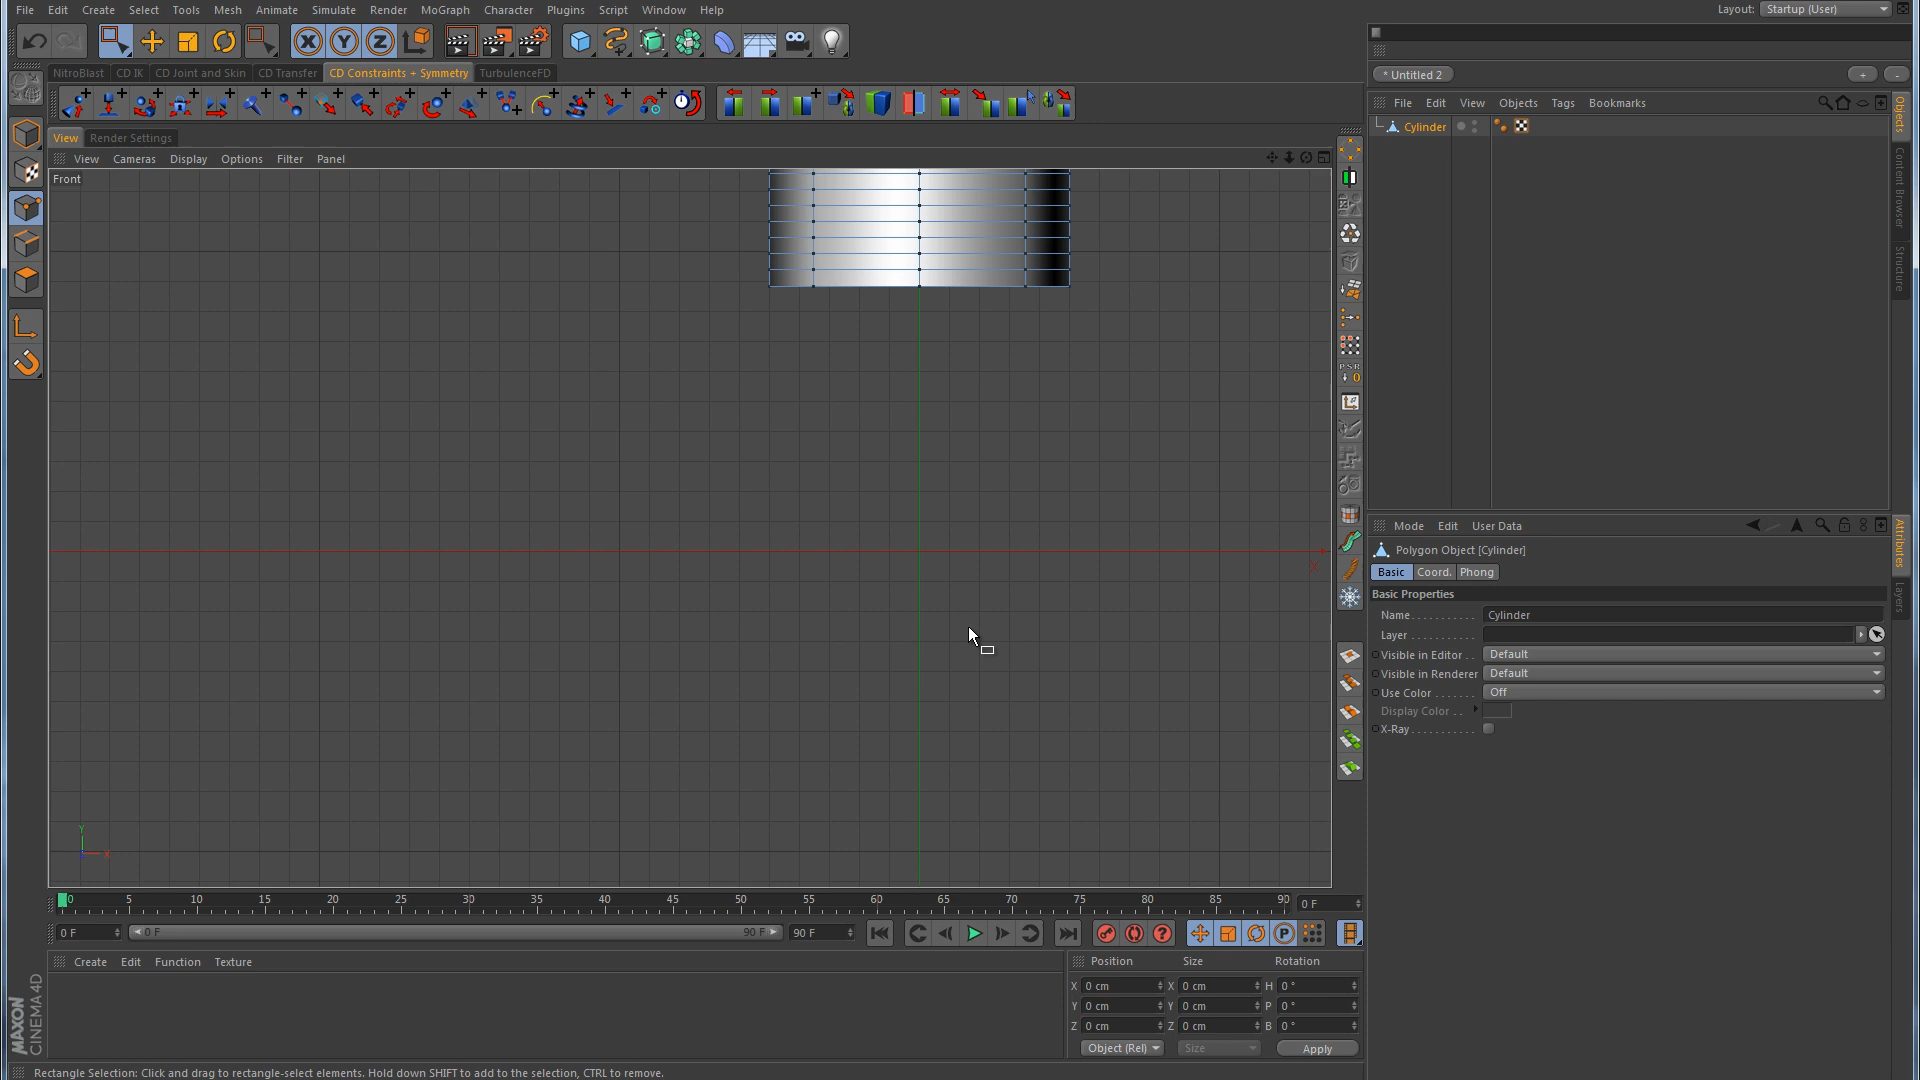 File Edit Create Select Tools Mesh Animate Simulate Render MoGraph Character Plugins Script Window Help
Layout: Startup (User)
NitroBlast CD IK CD Joint and Skin CD Transfer CD Constraints + Symmetry TurbulenceFD
* Untitled 2
+ -
File Edit View Objects Tags Bookmarks
Cylinder
Objects
Content Browser
Structure
View Render Settings
View Cameras Display Options Filter Panel
Front
X
Y
X
PSR
0
Mode Edit User Data
Attributes
Layers
Polygon Object [Cylinder]
Basic Coord. Phong
Basic Properties
Name . . . . . . . . . . . Cylinder
Layer . . . . . . . . . . .
Visible in Editor . . Default
Visible in Renderer Default
Use Color . . . . . . . Off
Display Color . .
X-Ray . . . . . . . . . . .
0 5 10 15 20 25 30 35 40 45 50 55 60 65 70 75 80 85 90 0 F
0 F 0 F 90 F 90 F
P
Create Edit Function Texture
Position Size Rotation
X 0 cm X 0 cm H 0 °
Y 0 cm Y 0 cm P 0 °
Z 0 cm Z 0 cm B 0 °
Object (Rel) Size Apply
MAXON
CINEMA 4D
Rectangle Selection: Click and drag to rectangle-select elements. Hold down SHIFT to add to the selection, CTRL to remove.